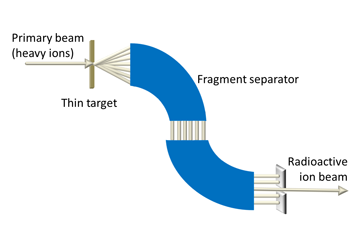 Primary beam
(heavy ions)
Thin target
Fragment separator
Radioactive
ion beam